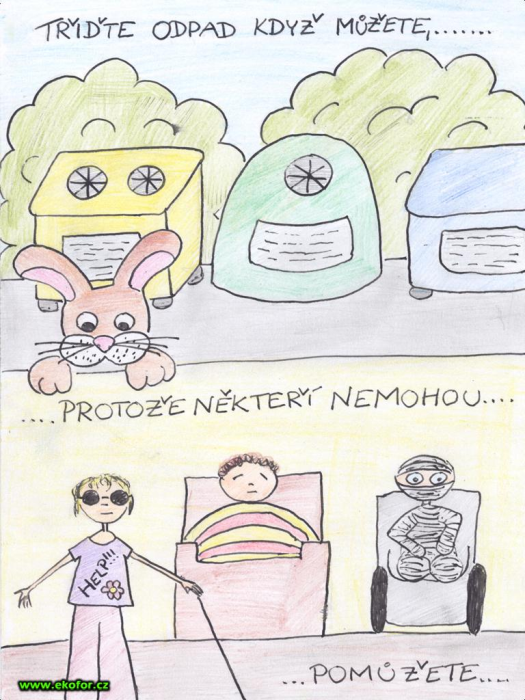 TŘIĎTE ODPAD KDYŽ MŮŽETE,.......
....PROTOŽE NĚKTEŘÍ NEMOHOU....
HELP!!!
...POMŮŽETE....
www.ekofor.cz